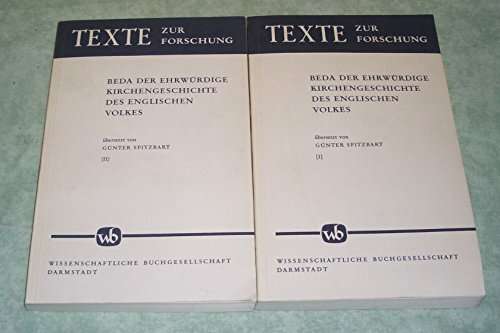 TEXTE ZUR
FORSCHUNG
BEDA DER EHRWÜRDIGE
KIRCHENGESCHICHTE
DES ENGLISCHEN
VOLKES
übersetzt von
GÜNTER SPITZBART
[II]
wb
WISSENSCHAFTLICHE BUCHGESELLSCHAFT
DARMSTADT
TEXTE ZUR
FORSCHUNG
BEDA DER EHRWÜRDIGE
KIRCHENGESCHICHTE
DES ENGLISCHEN
VOLKES
übersetzt von
GÜNTER SPITZBART
[I]
wb
WISSENSCHAFTLICHE BUCHGESELLSCHAFT
DARMSTADT